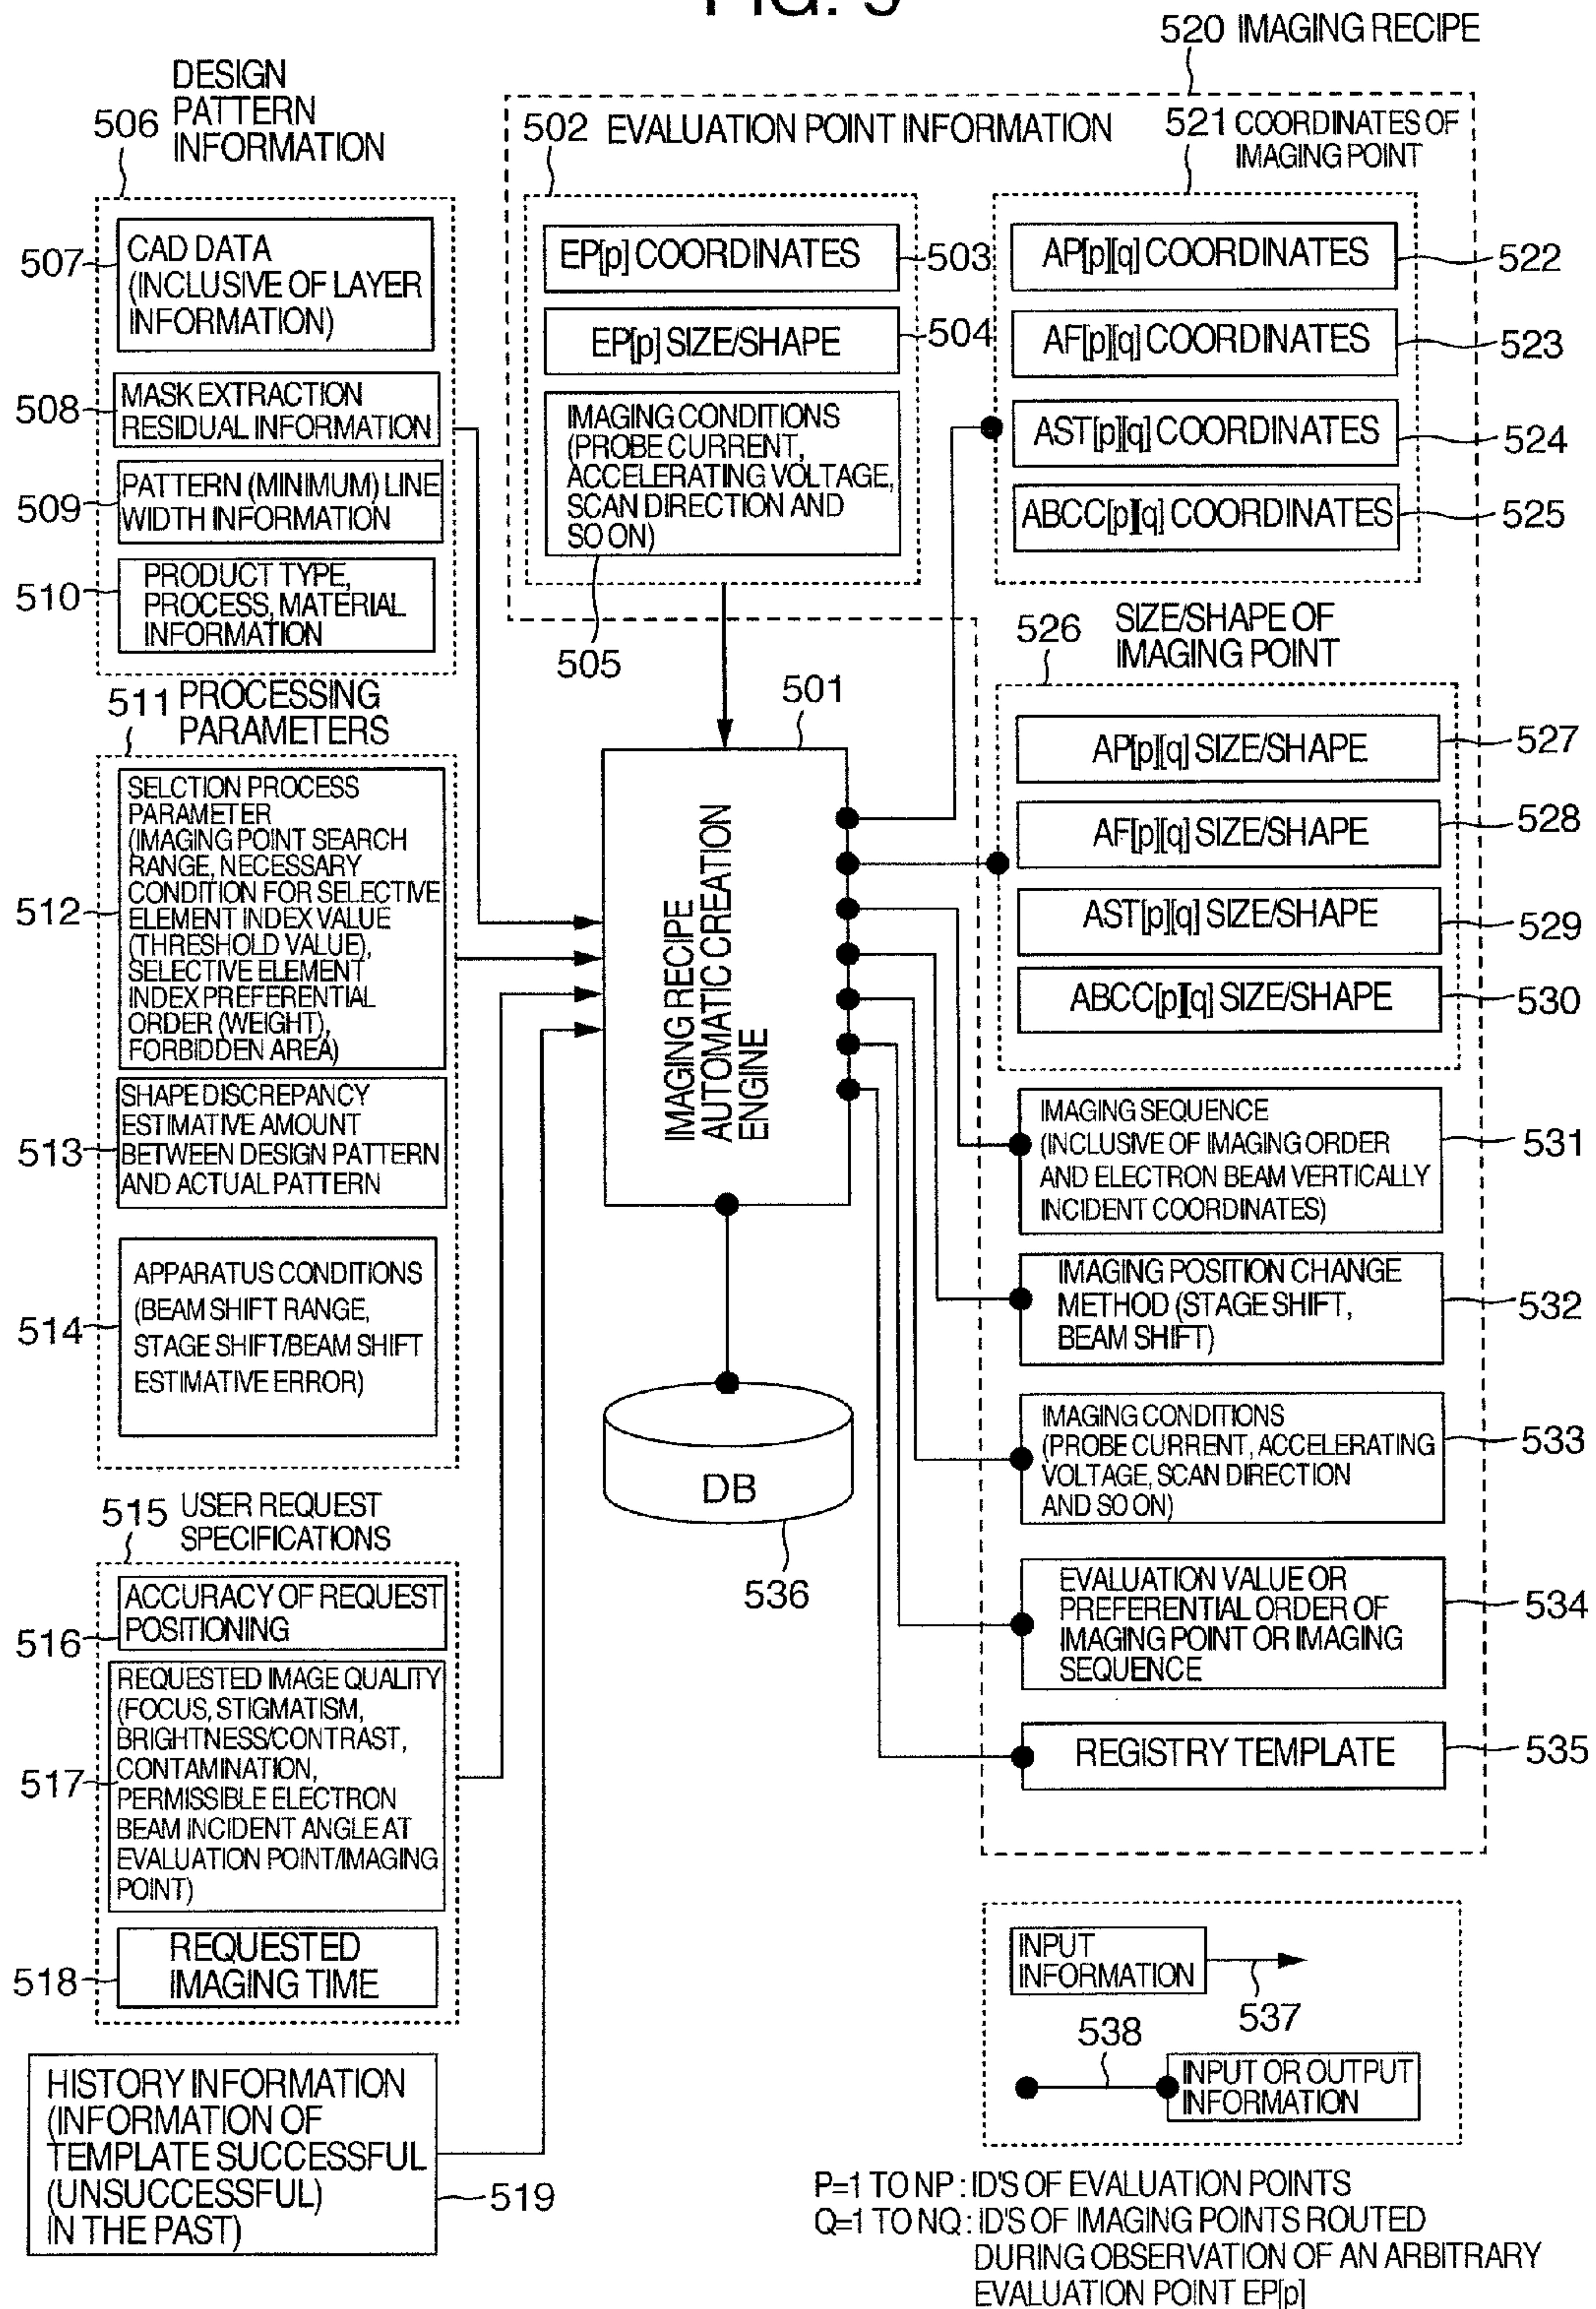 520 IMAGING RECIPE
DESIGN
PATTERN
INFORMATION
506
507
CAD DATA
(INCLUSIVE OF LAYER
INFORMATION)
508
MASK EXTRACTION
RESIDUAL INFORMATION
509
PATTERN (MINIMUM) LINE
WIDTH INFORMATION
510
PRODUCT TYPE,
PROCESS, MATERIAL
INFORMATION
511 PROCESSING
PARAMETERS
512
SELCTION PROCESS
PARAMETER
(IMAGING POINT SEARCH
RANGE, NECESSARY
CONDITION FOR SELECTIVE
ELEMENT INDEX VALUE
(THRESHOLD VALUE),
SELECTIVE ELEMENT
INDEX PREFERENTIAL
ORDER (WEIGHT),
FORBIDDEN AREA)
513
SHAPE DISCREPANCY
ESTIMATIVE AMOUNT
BETWEEN DESIGN PATTERN
AND ACTUAL PATTERN
514
APPARATUS CONDITIONS
(BEAM SHIFT RANGE,
STAGE SHIFT/BEAM SHIFT
ESTIMATIVE ERROR)
515 USER REQUEST
SPECIFICATIONS
516
ACCURACY OF REQUEST
POSITIONING
517
REQUESTED IMAGE QUALITY
(FOCUS, STIGMATISM,
BRIGHTNESS/CONTRAST,
CONTAMINATION,
PERMISSIBLE ELECTRON
BEAM INCIDENT ANGLE AT
EVALUATION POINT/IMAGING
POINT)
518
REQUESTED
IMAGING TIME
HISTORY INFORMATION
(INFORMATION OF
TEMPLATE SUCCESSFUL
(UNSUCCESSFUL)
IN THE PAST)
519
502 EVALUATION POINT INFORMATION
EP[p] COORDINATES
503
EP[p] SIZE/SHAPE
504
IMAGING CONDITIONS
(PROBE CURRENT,
ACCELERATING VOLTAGE,
SCAN DIRECTION AND
SO ON)
505
501
IMAGING RECIPE
AUTOMATIC CREATION
ENGINE
DB
536
521 COORDINATES OF
IMAGING POINT
AP[p][q] COORDINATES
522
AF[p][q] COORDINATES
523
AST[p][q] COORDINATES
524
ABCC[p][q] COORDINATES
525
526 SIZE/SHAPE OF
IMAGING POINT
AP[p][q] SIZE/SHAPE
527
AF[p][q] SIZE/SHAPE
528
AST[p][q] SIZE/SHAPE
529
ABCC[p][q] SIZE/SHAPE
530
IMAGING SEQUENCE
(INCLUSIVE OF IMAGING ORDER
AND ELECTRON BEAM VERTICALLY
INCIDENT COORDINATES)
531
IMAGING POSITION CHANGE
METHOD (STAGE SHIFT,
BEAM SHIFT)
532
IMAGING CONDITIONS
(PROBE CURRENT, ACCELERATING
VOLTAGE, SCAN DIRECTION
AND SO ON)
533
EVALUATION VALUE OR
PREFERENTIAL ORDER OF
IMAGING POINT OR IMAGING
SEQUENCE
534
REGISTRY TEMPLATE
535
INPUT
INFORMATION
537
538
INPUT OR OUTPUT
INFORMATION
P=1 TO NP : ID'S OF EVALUATION POINTS
Q=1 TO NQ : ID'S OF IMAGING POINTS ROUTED
DURING OBSERVATION OF AN ARBITRARY
EVALUATION POINT EP[p]